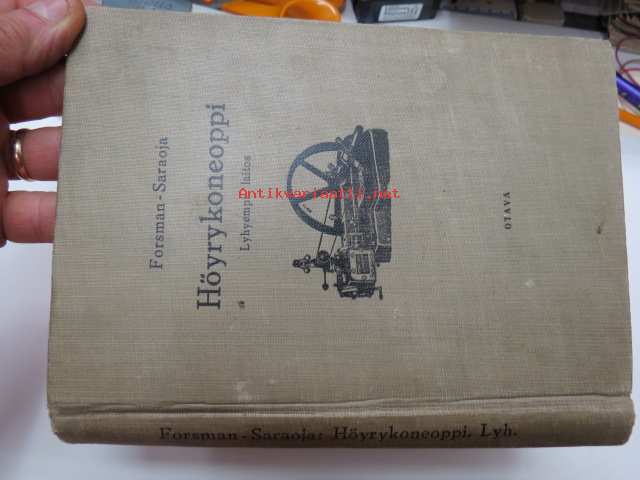 Forsman - Saraoja
Höyrykoneoppi
Lyhyempi laitos
Antikvariaatti.net
OTAVA
Forsman - Saraoja: Höyrykoneoppi. Lyh.